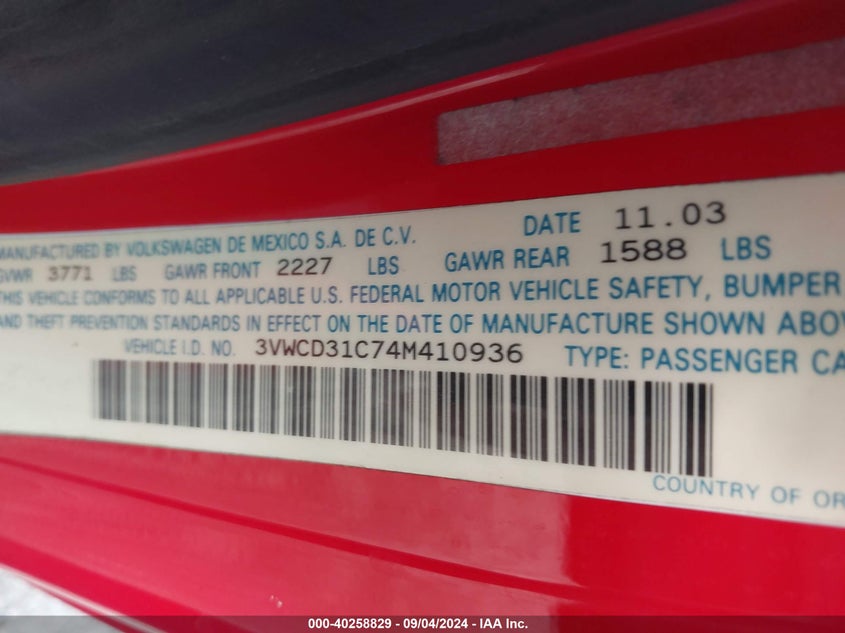 DATE 11.03
MANUFACTURED BY VOLKSWAGEN DE MEXICO S.A. DE C.V.
GVWR 3771 LBS GAWR FRONT 2227 LBS GAWR REAR 1588 LBS
THIS VEHICLE CONFORMS TO ALL APPLICABLE U.S. FEDERAL MOTOR VEHICLE SAFETY, BUMPER
AND THEFT PREVENTION STANDARDS IN EFFECT ON THE DATE OF MANUFACTURE SHOWN ABOV
VEHICLE I.D. NO. 3VWCD31C74M410936 TYPE: PASSENGER CA
COUNTRY OF OR
000-40258829 - 09/04/2024 - IAA Inc.